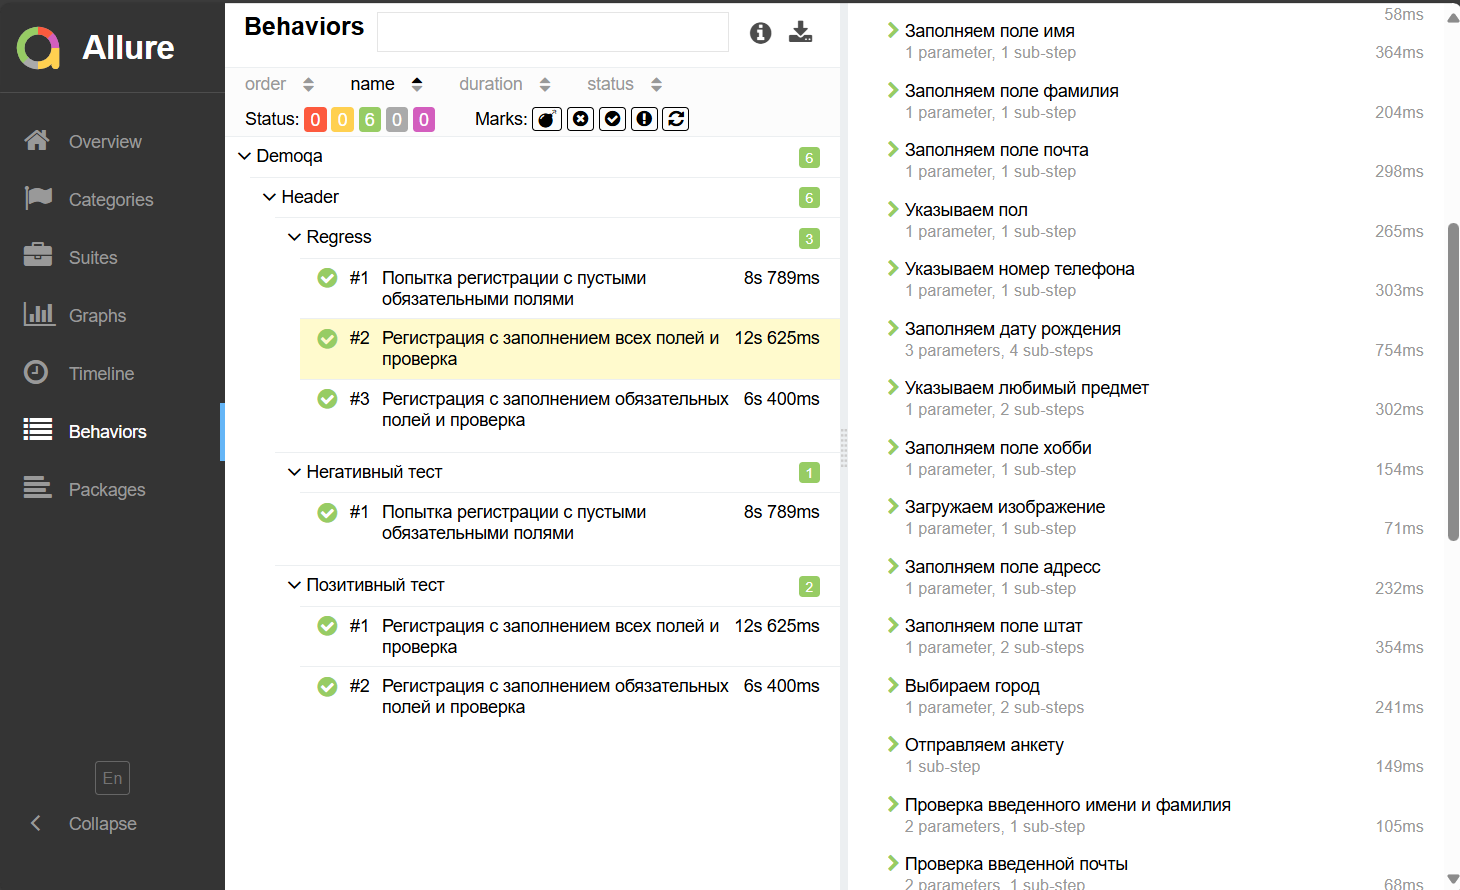 Allure
Overview
Categories
Suites
Graphs
Timeline
Behaviors
Packages
En
Collapse
Behaviors
order name duration status
Status: 0 0 6 0 0 Marks:
Demoqa 6
Header 6
Regress 3
#1 Попытка регистрации с пустыми 8s 789ms
обязательными полями
#2 Регистрация с заполнением всех полей и 12s 625ms
проверка
#3 Регистрация с заполнением обязательных 6s 400ms
полей и проверка
Негативный тест 1
#1 Попытка регистрации с пустыми 8s 789ms
обязательными полями
Позитивный тест 2
#1 Регистрация с заполнением всех полей и 12s 625ms
проверка
#2 Регистрация с заполнением обязательных 6s 400ms
полей и проверка
58ms
Заполняем поле имя
1 parameter, 1 sub-step 364ms
Заполняем поле фамилия
1 parameter, 1 sub-step 204ms
Заполняем поле почта
1 parameter, 1 sub-step 298ms
Указываем пол
1 parameter, 1 sub-step 265ms
Указываем номер телефона
1 parameter, 1 sub-step 303ms
Заполняем дату рождения
3 parameters, 4 sub-steps 754ms
Указываем любимый предмет
1 parameter, 2 sub-steps 302ms
Заполняем поле хобби
1 parameter, 1 sub-step 154ms
Загружаем изображение
1 parameter, 1 sub-step 71ms
Заполняем поле адресс
1 parameter, 1 sub-step 232ms
Заполняем поле штат
1 parameter, 2 sub-steps 354ms
Выбираем город
1 parameter, 2 sub-steps 241ms
Отправляем анкету
1 sub-step 149ms
Проверка введенного имени и фамилия
2 parameters, 1 sub-step 105ms
Проверка введенной почты
2 parameters, 1 sub-step 68ms